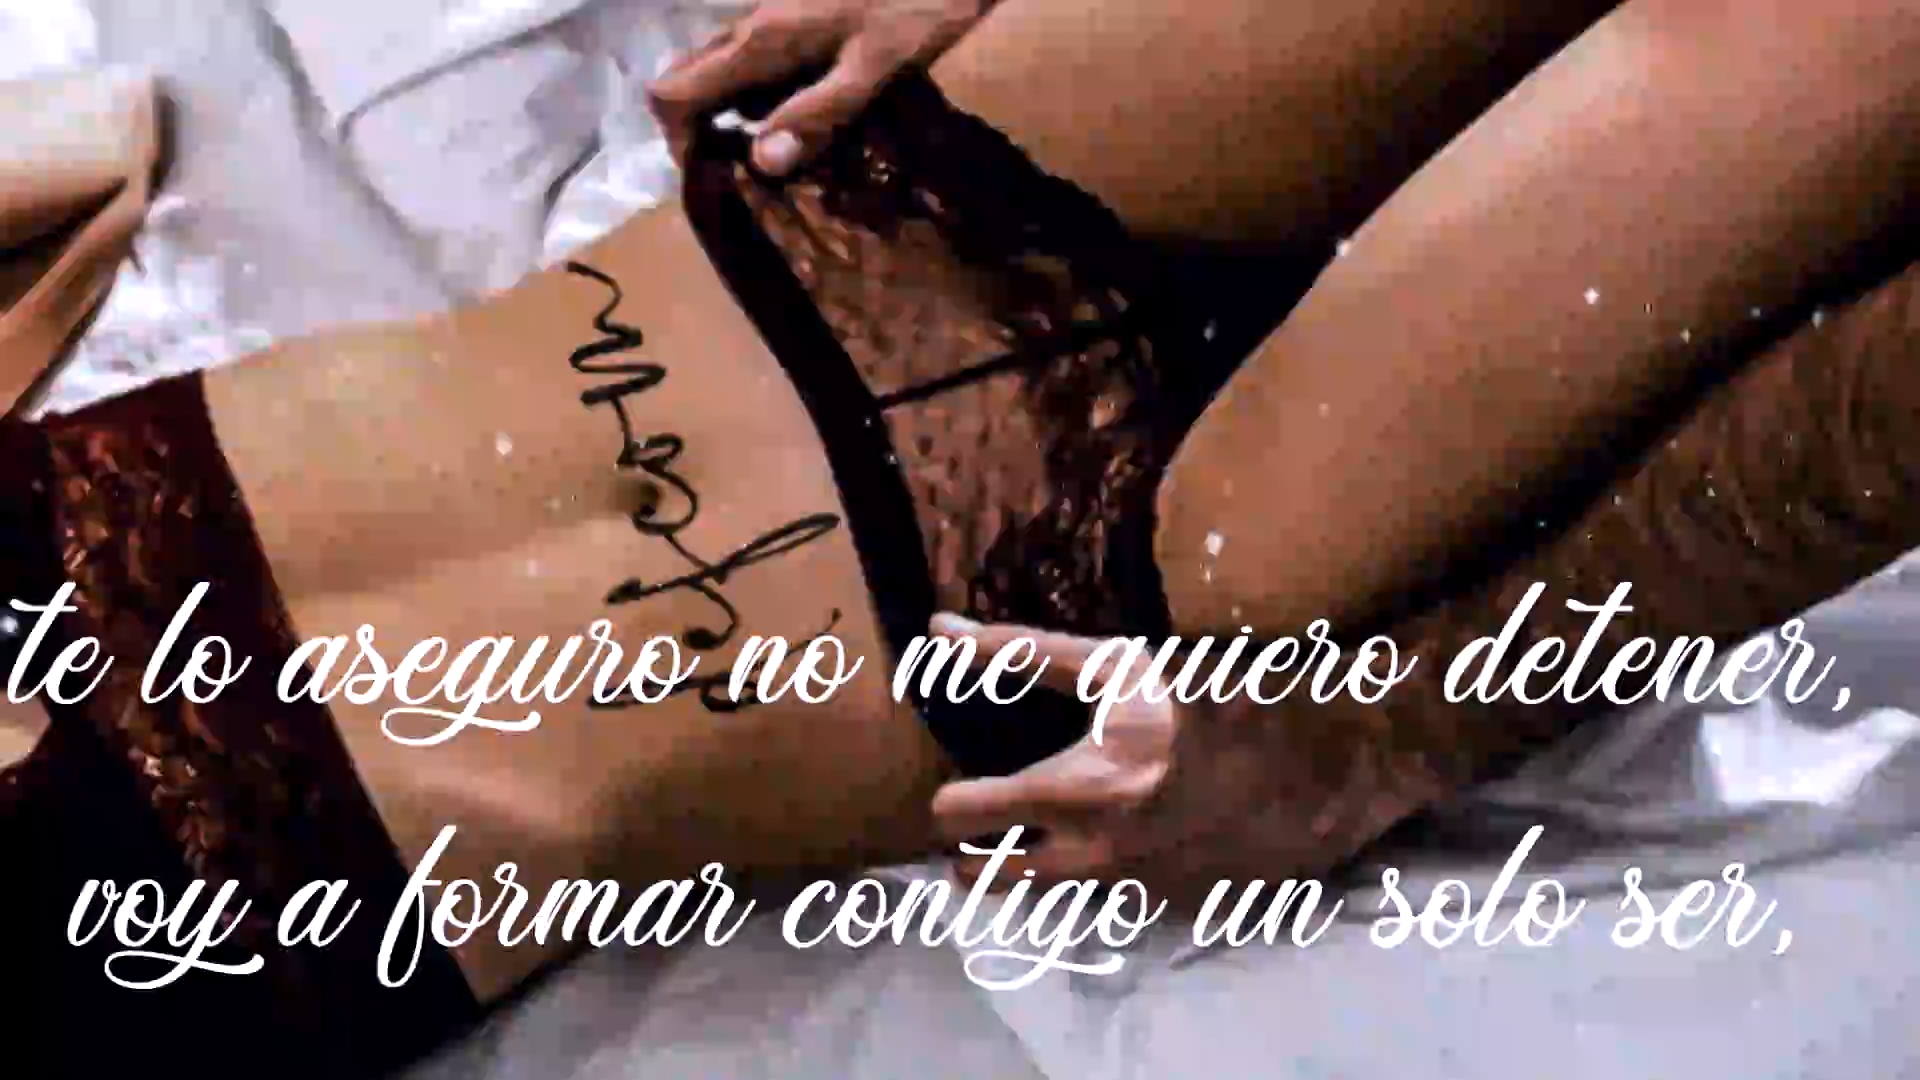 te lo aseguro no me quiero detener,
voy a formar contigo un solo ser,